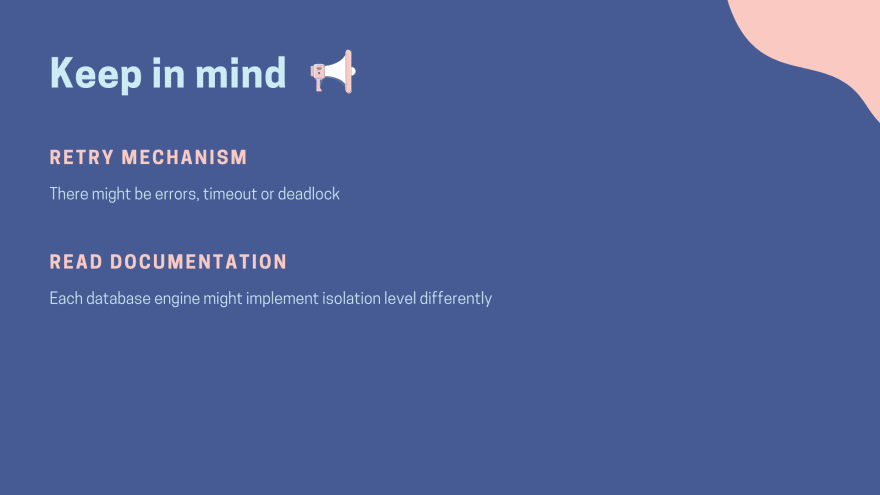 Keep in mind
RETRY MECHANISM
There might be errors, timeout or deadlock
READ DOCUMENTATION
Each database engine might implement isolation level differently